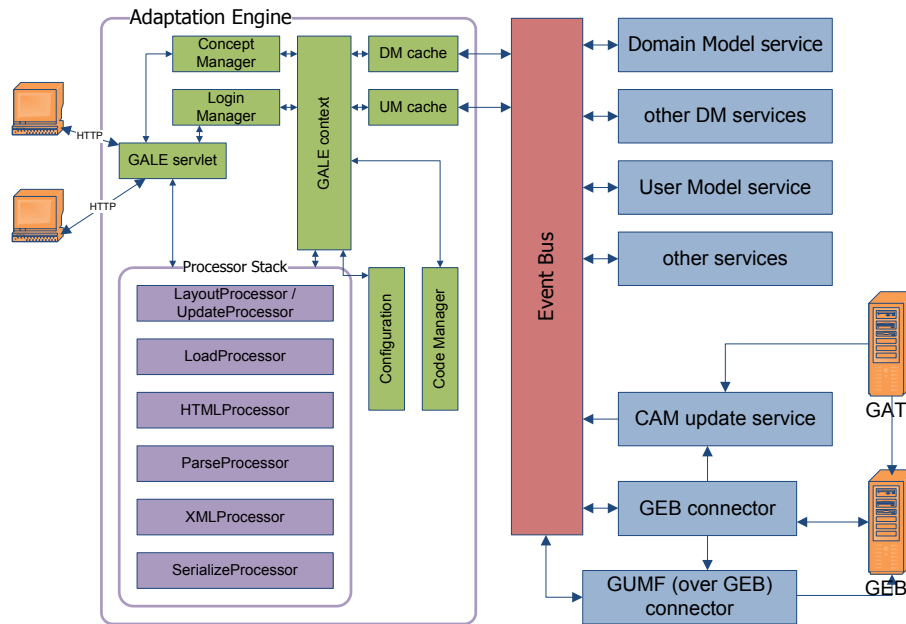 Adaptation Engine
Concept
Manager
DM cache
Login
Manager
UM cache
HTTP
GALE servlet
HTTP
GALE context
Processor Stack
LayoutProcessor /
UpdateProcessor
LoadProcessor
HTMLProcessor
ParseProcessor
XMLProcessor
SerializeProcessor
Configuration
Code Manager
Event Bus
Domain Model service
other DM services
User Model service
other services
GAT
CAM update service
GEB connector
GEB
GUMF (over GEB)
connector